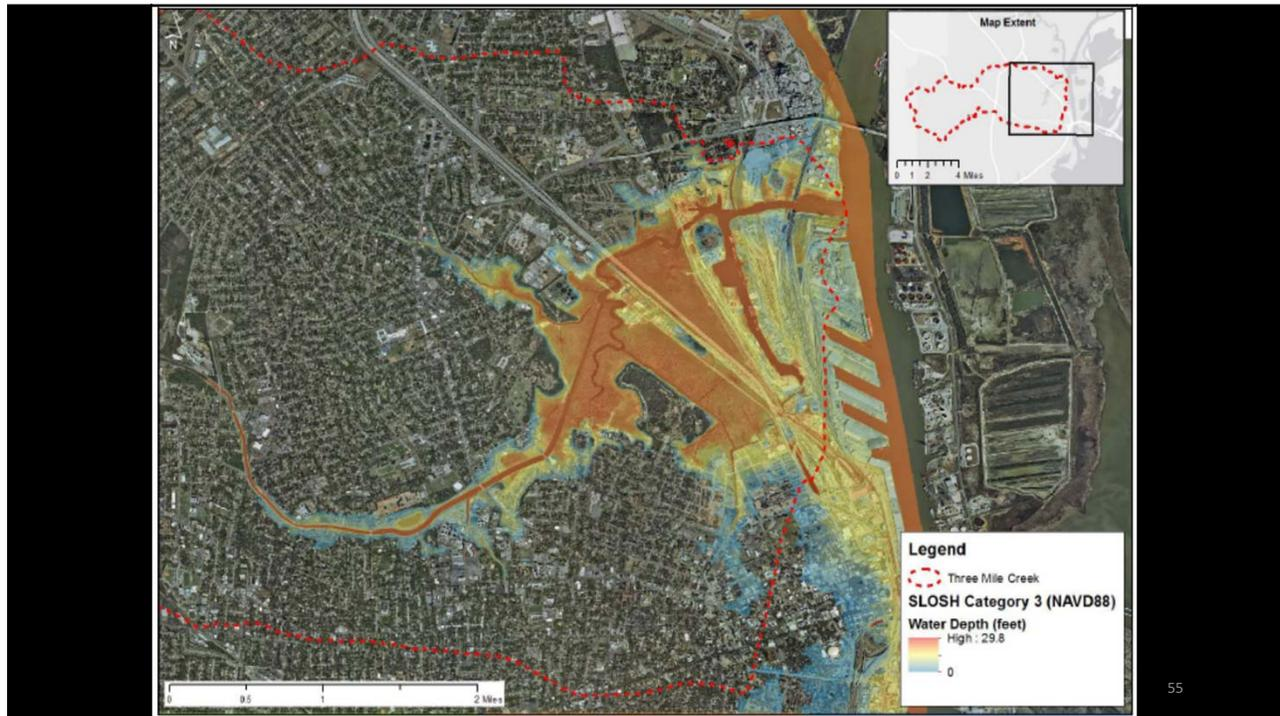 Map Extent
0 1 2 4 Miles
Legend
Three Mile Creek
SLOSH Category 3 (NAVD88)
Water Depth (feet)
High : 29.8
0
0 0.5 1 2 Miles
N
55